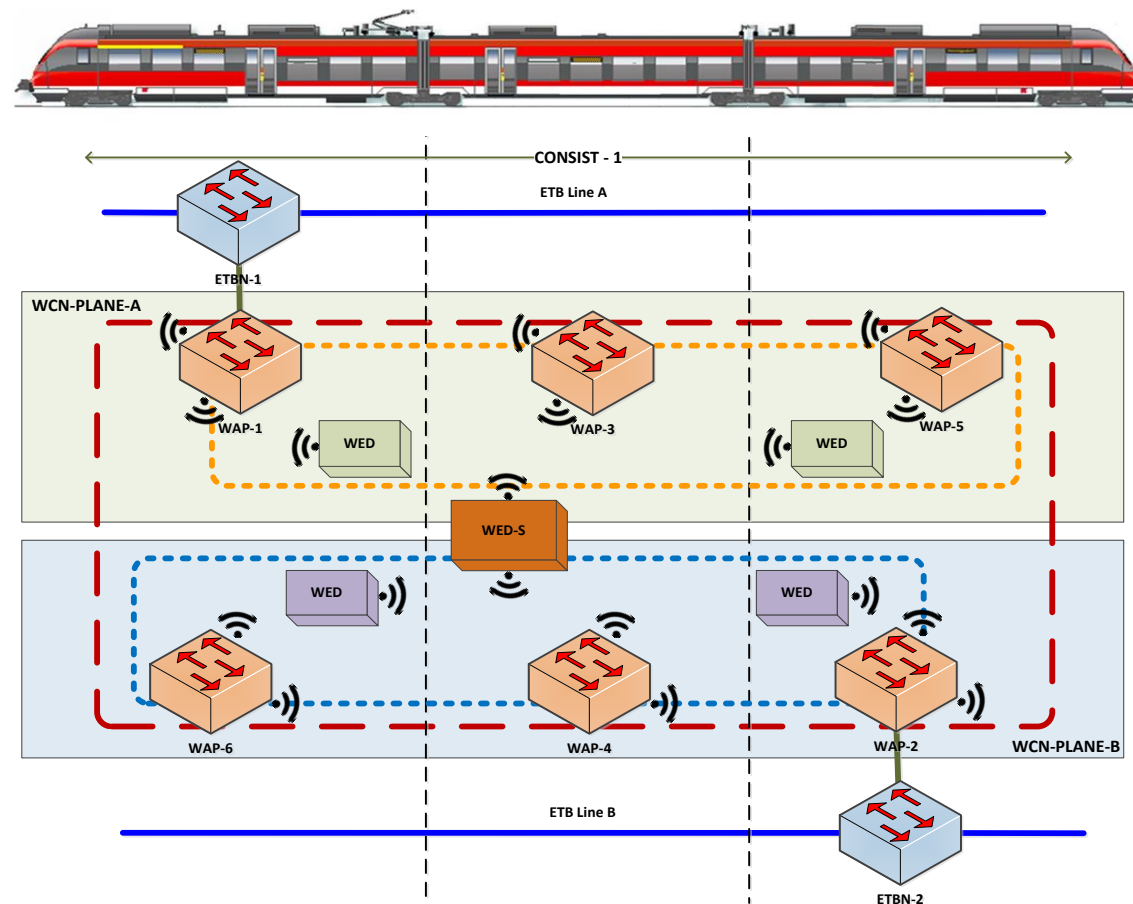 CONSIST - 1
ETB Line A
ETBN-1
WCN-PLANE-A
WAP-1
WAP-3
WAP-5
WED
WED
WED-S
WED
WED
WAP-6
WAP-4
WAP-2
WCN-PLANE-B
ETB Line B
ETBN-2